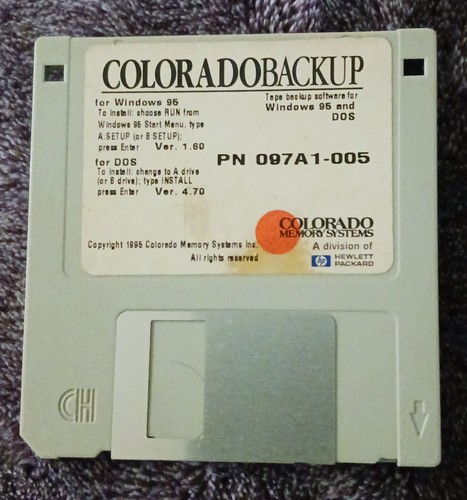 COLORADOBACKUP
for Windows 95
To install: choose RUN from
Windows 95 Start Menu, type
A:SETUP (or B:SETUP);
press Enter Ver. 1.60
for DOS
To install: change to A drive
(or B drive); type INSTALL
press Enter Ver. 4.70
Tape backup software for
Windows 95 and
DOS
PN 097A1-005
COLORADO
MEMORY SYSTEMS
A division of
hp HEWLETT
PACKARD
Copyright 1995 Colorado Memory Systems Inc.
All rights reserved
CH